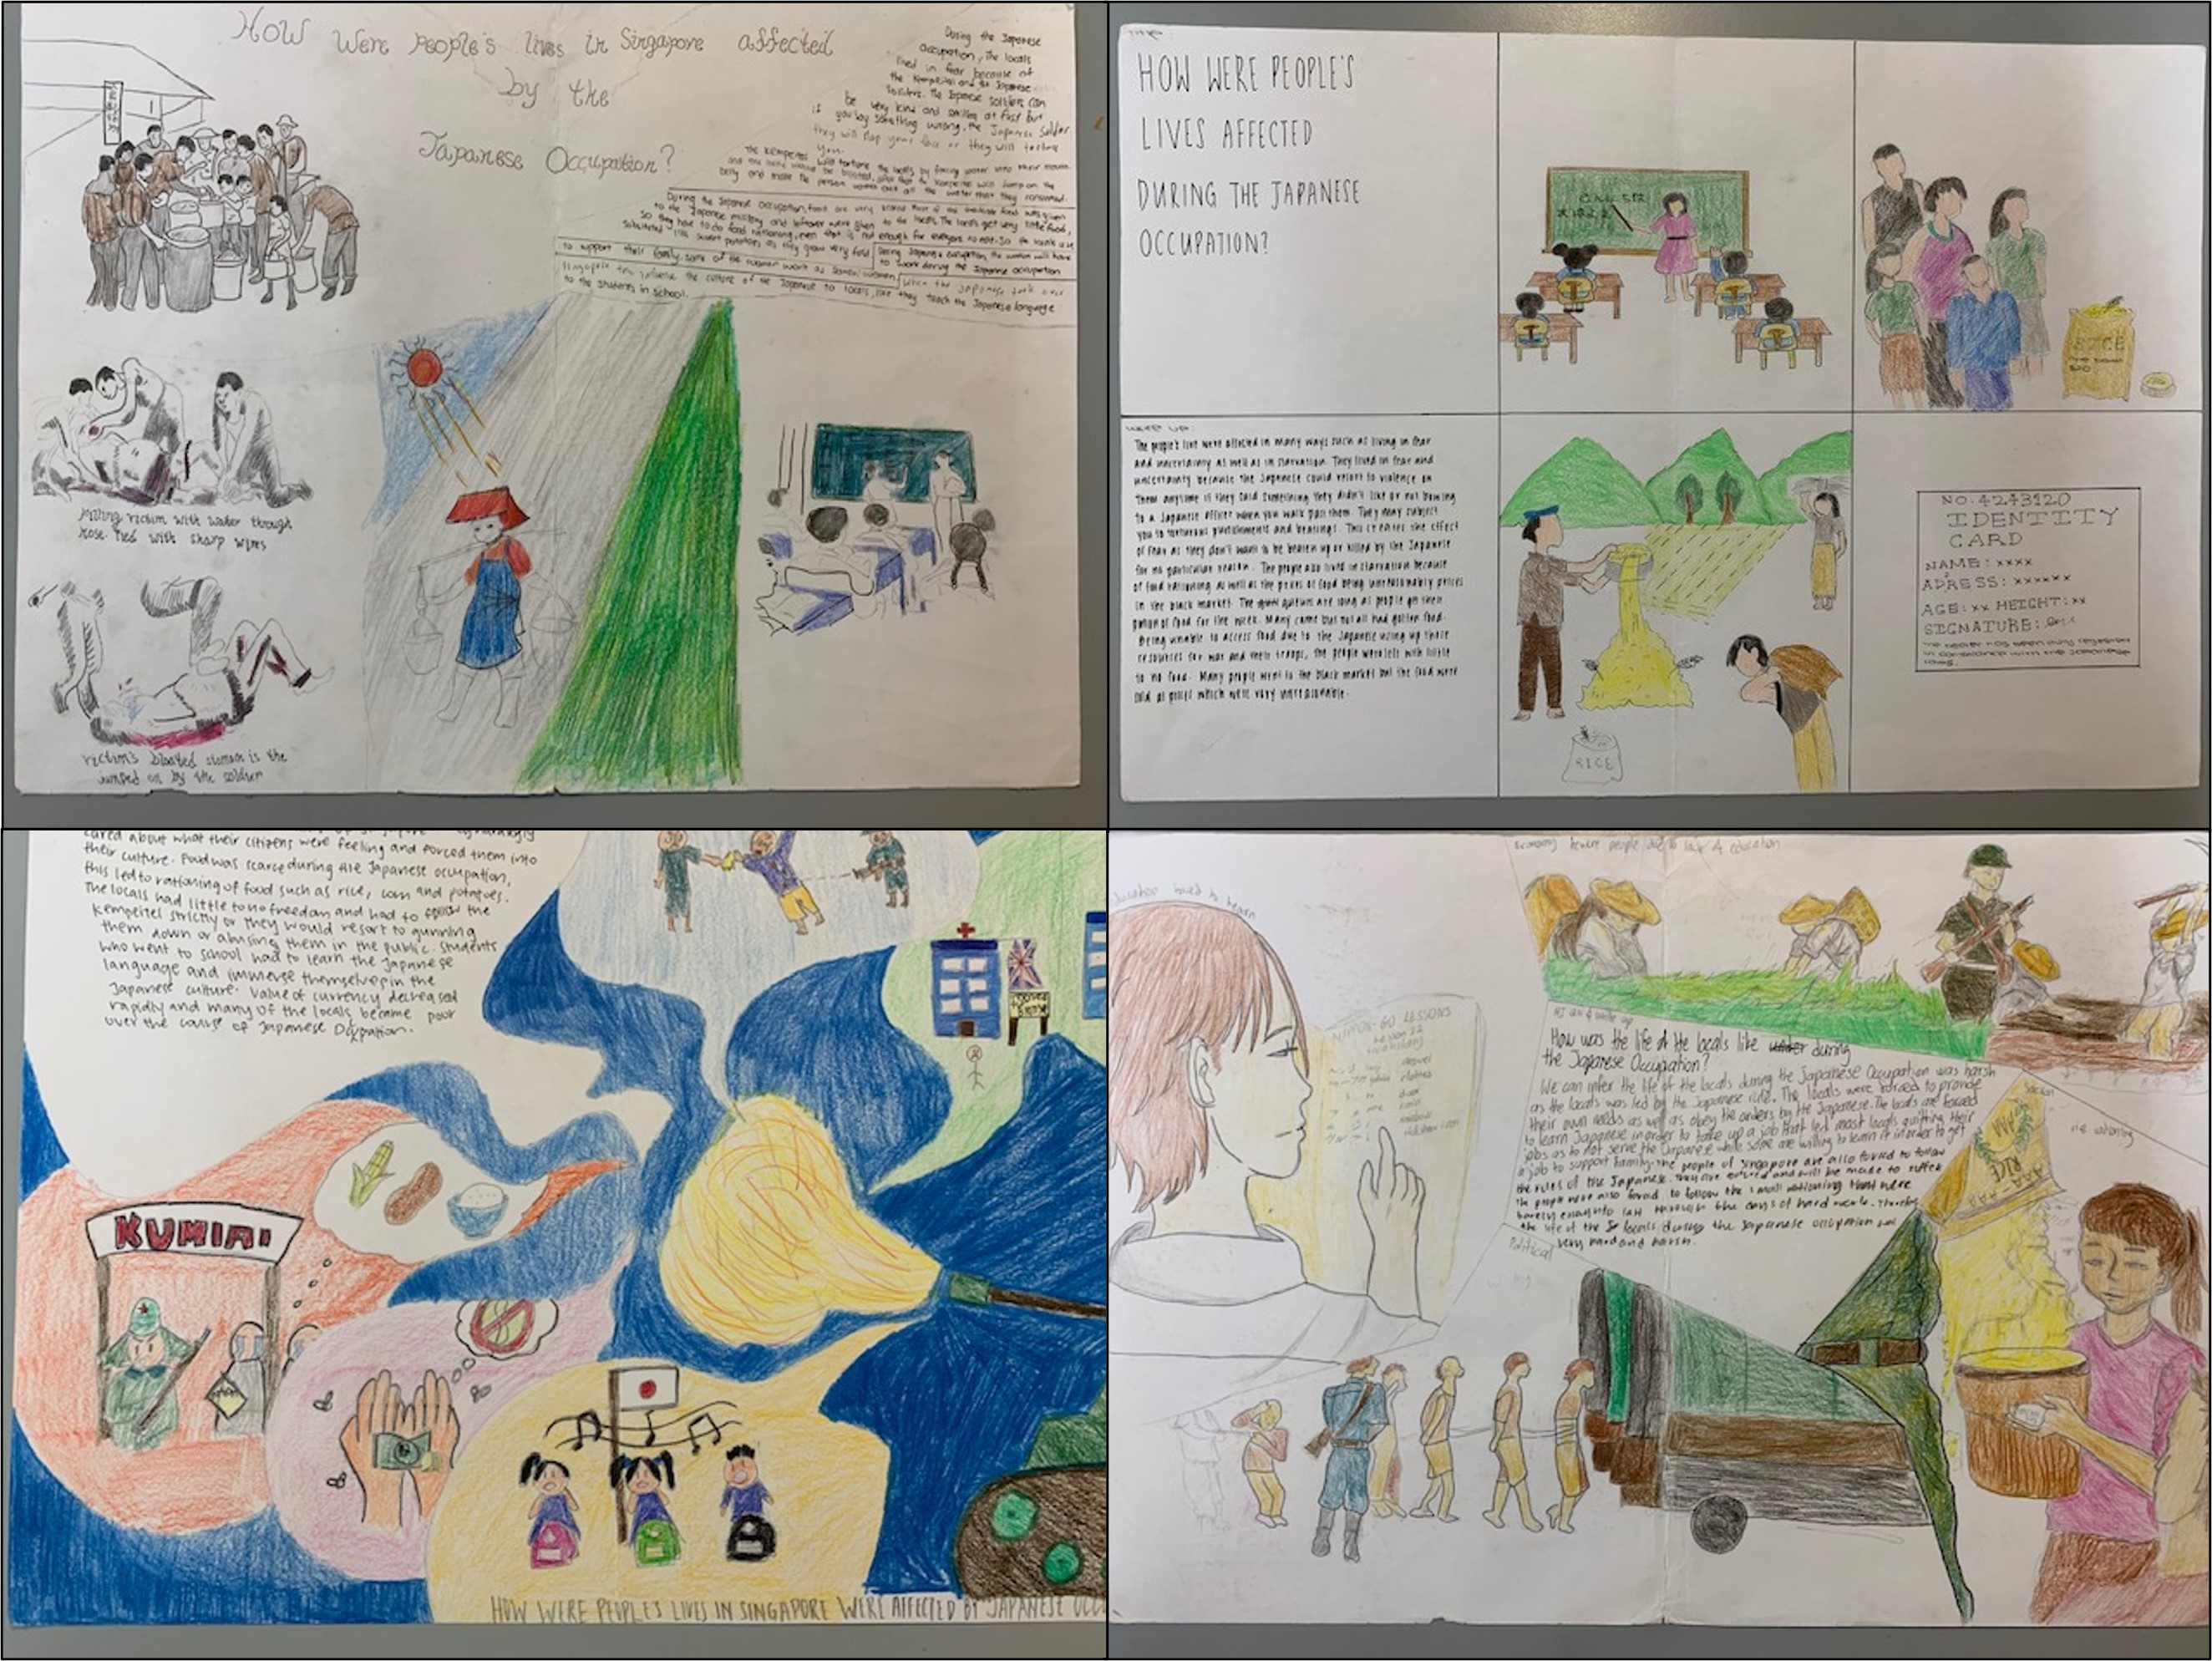 How Were People's lives in Singapore affected
by the
Japanese Occupation?
During the Japanese
occupation, the locals
lived in fear because of
the Kempeitai and the Japanese
Soldiers. The Japanese soldiers can
be very kind and smiling at first but
if you say something wrong, the Japanese Soldier
they will slap your face or they will torture
you.
The Kempeitai will torture the locals by forcing water into their mouth
and the belly would be bloated, after that the Kempeitai will jump on the
belly and make the person vomit out all the water that they consumed.
During the Japanese Occupation, food are very scarce. Most of the food was given
to the Japanese military and leftover were given to the locals. The locals get very little food,
So they have to do food rationing, even that is not enough for everyone to eat. So the locals use
substituted like sweet potatoes as they grow very fast. During Japanese occupation, the women will have
to work during the Japanese occupation
to support their family. some of the women work as Samsui women.
When the Japanese took over
Singapore they influence the culture of the Japanese to locals, like they teach the Japanese language
to the students in school.
victim with water through
hose. Tied with sharp wires
victim's bloated stomach is the
jumped on by the soldier
HOW WERE PEOPLE'S
LIVES AFFECTED
DURING THE JAPANESE
OCCUPATION?
RICE
WRITE UP:
The people's live were affected in many ways such as living in fear
and uncertainty as well as in starvation. They lived in fear and
uncertainty because the Japanese could resort to violence on
them anytime if they said something they didn't like or not bowing
to a Japanese officer when you walk past them. They may subject
you to torturous punishments and beatings. This creates the effect
of fear as they don't want to be beaten up or killed by the Japanese
for no particular reason. The people also lived in starvation because
of food rationing as well as the prices of food being unreasonably prices
in the black market. The queues are long as people get their
portion of food for the week. Many came but not all had gotten food.
Being unable to access food due to the Japanese using up those
resources for war and their troops, the people were left with little
to no food. Many people went to the black market but the food were
sold at prices which were very unreasonable.
RICE
NO. 4243120
IDENTITY
CARD
NAME: xxxx
ADRESS: xxxxxx
AGE: xx HEIGHT: xx
SIGNATURE:
The bearer has been duly registered
in accordance with the Japanese
laws.
cared about what their citizens were feeling and forced them into
their culture. Food was scarce during the Japanese occupation,
this led to rationing of food such as rice, corn and potatoes.
The locals had little to no freedom and had to follow the
Kempeitei strictly or they would resort to gunning
them down or abusing them in the public. Students
who went to school had to learn the Japanese
language and immerse themselves in the
Japanese culture. Value of currency decreased
rapidly and many of the locals became poor
over the course of Japanese Occupation.
KUMIAI
HOW WERE PEOPLE'S LIVES IN SINGAPORE WERE AFFECTED BY JAPANESE OCC
Economy
people due to lack of education
forced to learn
NIPPON-GO LESSONS
Lesson 22
Vocabulary
clothes
door
How was the life of the locals like under during
the Japanese Occupation?
We can infer the life of the locals during the Japanese Occupation was harsh
as the locals was led by the Japanese rule. The locals were forced to provide
their own needs as well as obey the orders by the Japanese. The locals are forced
to learn Japanese in order to take up a job that led most locals quitting their
jobs as to not serve the Japanese while some are willing to learn it in order to get
a job to support family. The people of Singapore are also forced to follow
the rules of the Japanese. They are and will be made to suffer
The people were also forced to follow the small rationing that were
barely enough to last through the days of hard work. Thereby
the life of the locals during the Japanese occupation was
very hard and harsh.
Political
Social
rationing
SIAM
RICE